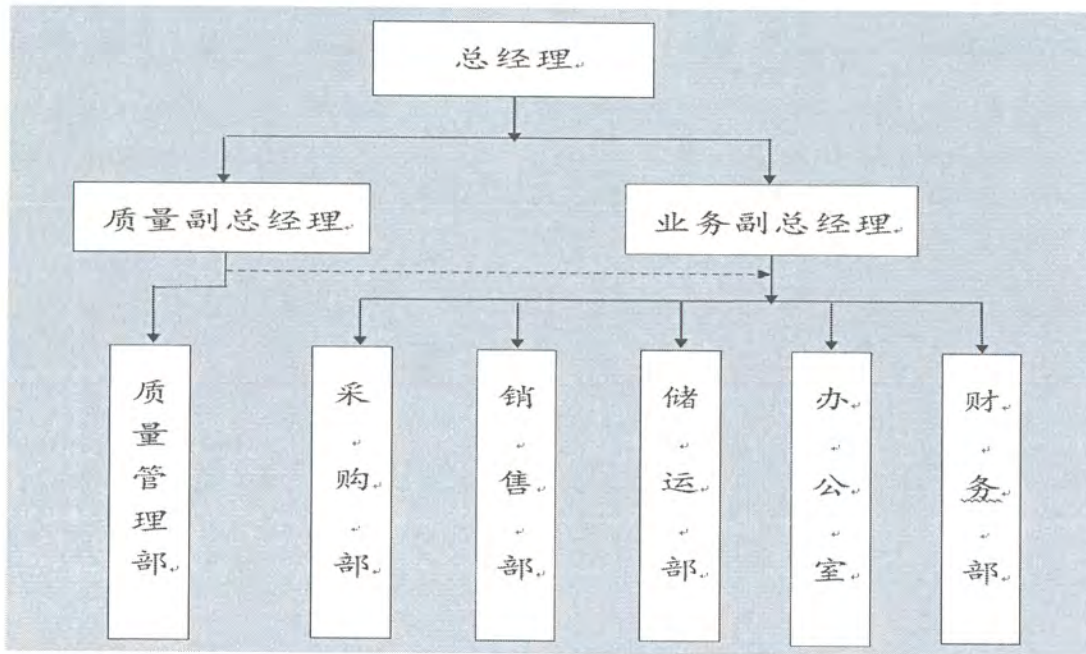 总经理
质量副总经理
业务副总经理
质量管理部
采购部
销售部
储运部
办公室
财务部